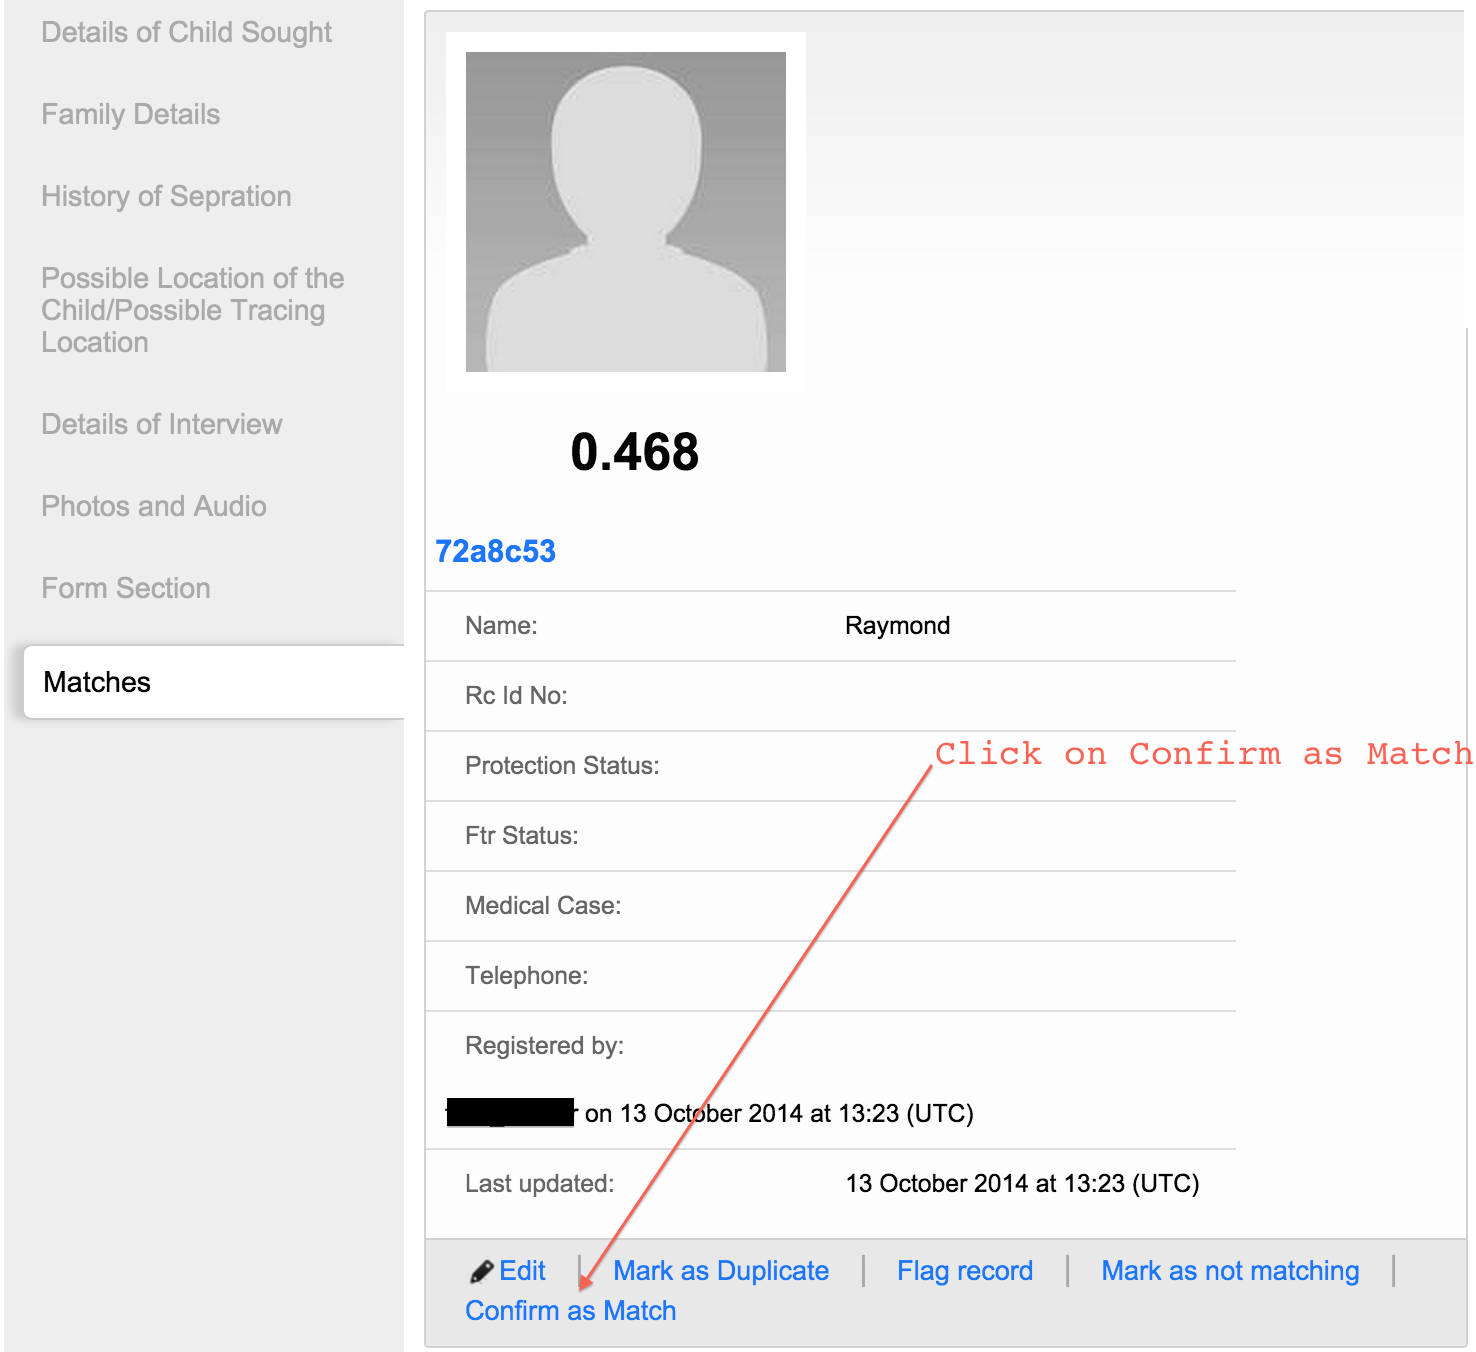 Details of Child Sought
Family Details
History of Sepration
Possible Location of the
Child/Possible Tracing
Location
Details of Interview
Photos and Audio
Form Section
Matches
0.468
72a8c53
Name: Raymond
Rc Id No:
Protection Status:
Click on Confirm as Match
Ftr Status:
Medical Case:
Telephone:
Registered by:
on 13 October 2014 at 13:23 (UTC)
Last updated: 13 October 2014 at 13:23 (UTC)
Edit | Mark as Duplicate | Flag record | Mark as not matching |
Confirm as Match